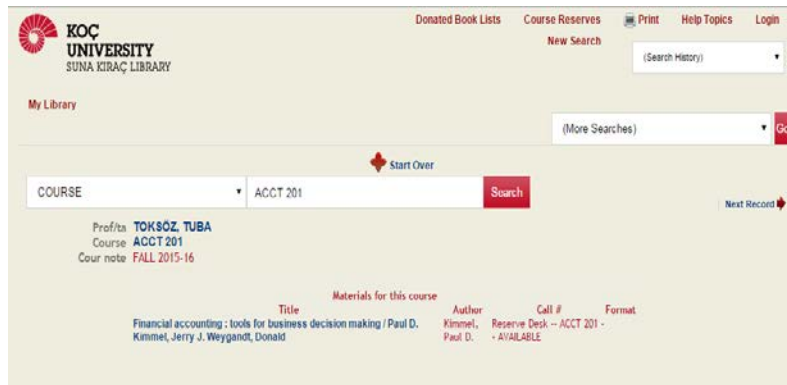 Donated Book Lists Course Reserves Print Help Topics Login
KOÇ
UNIVERSITY
SUNA KIRAÇ LIBRARY
New Search
(Search History)
My Library
(More Searches) Go
Start Over
COURSE ACCT 201 Search
Next Record
Prof/ta TOKSÖZ, TUBA
Course ACCT 201
Cour note FALL 2015-16
Materials for this course
Title Author Call # Format
Financial accounting : tools for business decision making / Paul D. Kimmel, Reserve Desk -- ACCT 201 -
Kimmel, Jerry J. Weygandt, Donald Paul D. - AVAILABLE